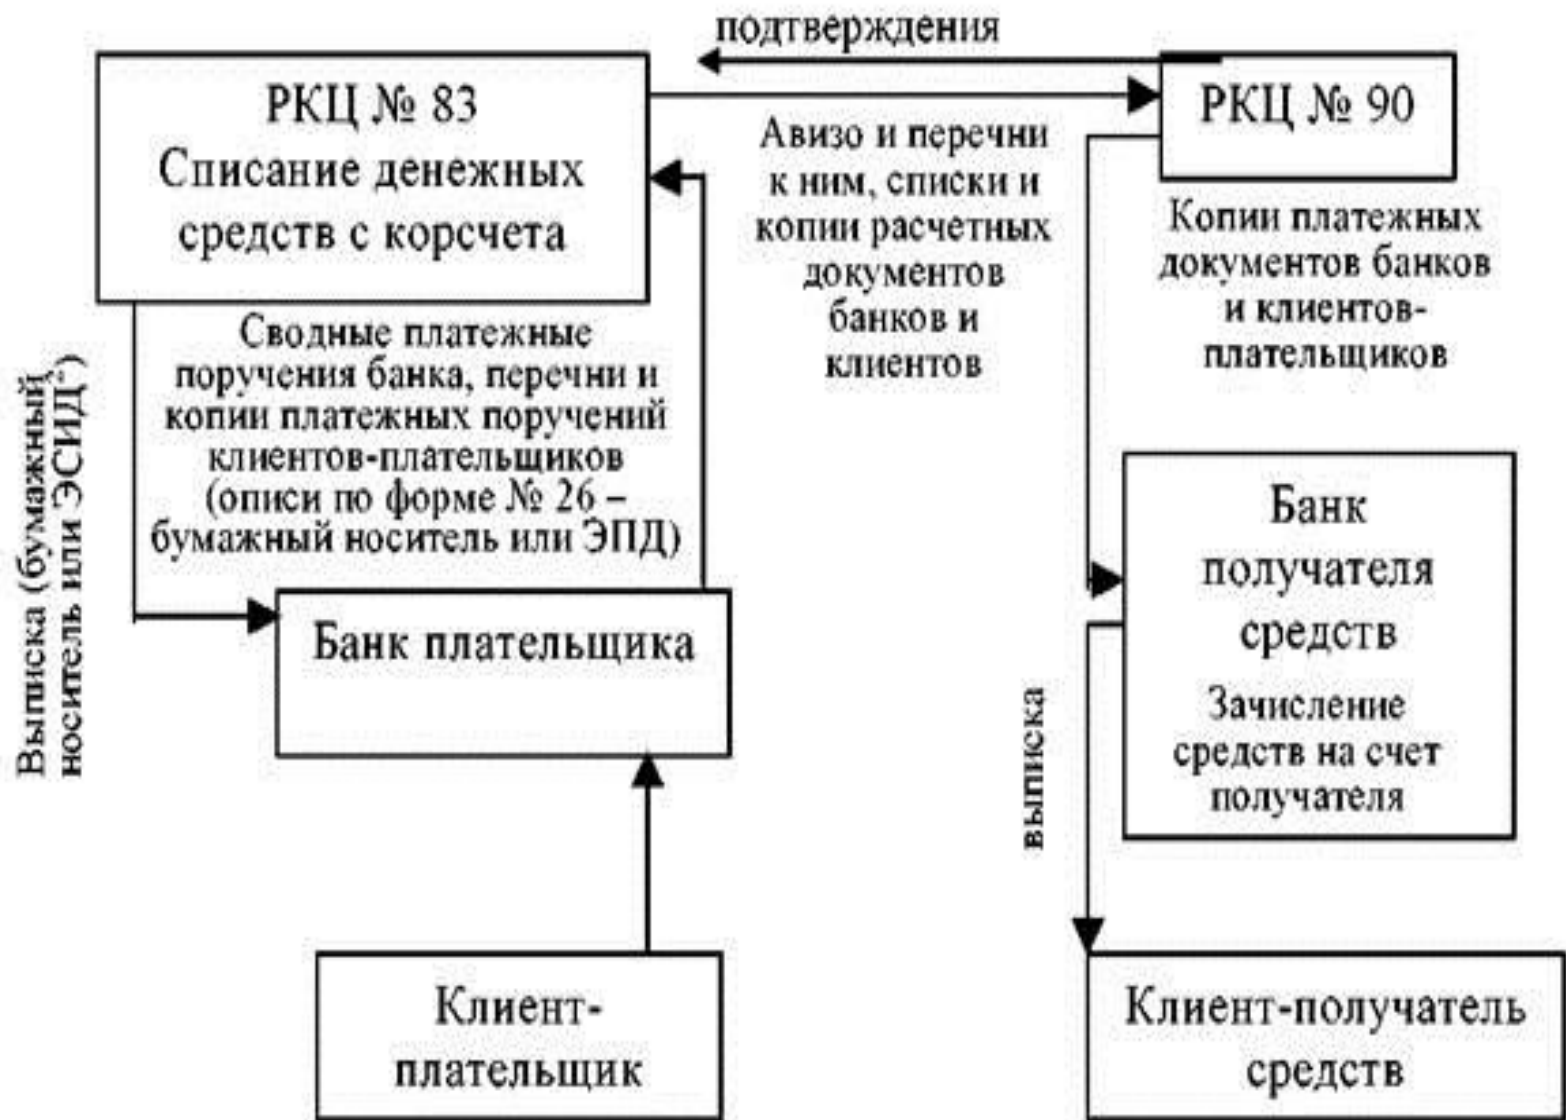 подтверждения
РКЦ № 83
Списание денежных
средств с корсчета
РКЦ № 90
Авизо и перечни
к ним, списки и
копии расчетных
документов
банков и
клиентов
Копии платежных
документов банков
и клиентов-
плательщиков
Сводные платежные
поручения банка, перечни и
копии платежных поручений
клиентов-плательщиков
(описи по форме № 26 –
бумажный носитель или ЭПД)
Выписка (бумажный
носитель или ЭСИД
Банк плательщика
Банк
получателя
средств
Зачисление
средств на счет
получателя
выписка
Клиент-
плательщик
Клиент-получатель
средств